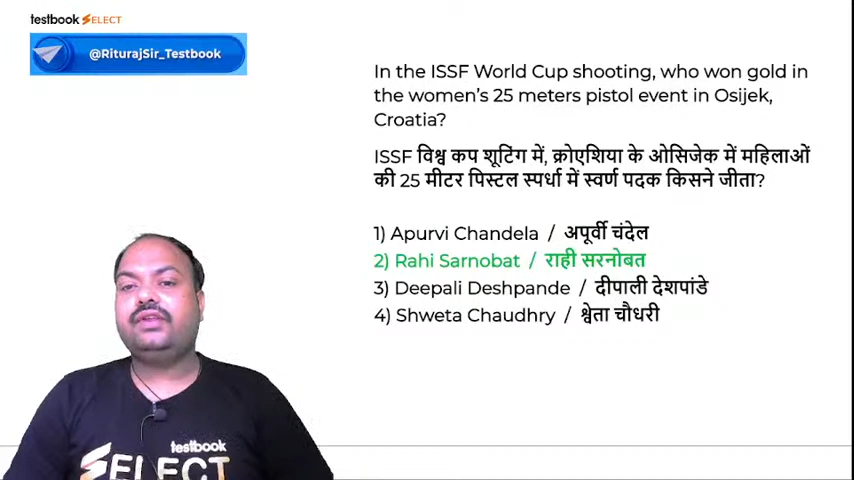 testbook SELECT
@RiturajSir_Testbook
In the ISSF World Cup shooting, who won gold in
the women's 25 meters pistol event in Osijek,
Croatia?
ISSF विश्व कप शूटिंग में, क्रोएशिया के ओसिजेक में महिलाओं
की 25 मीटर पिस्टल स्पर्धा में स्वर्ण पदक किसने जीता?
1) Apurvi Chandela / अपूर्वी चंदेल
2) Rahi Sarnobat / राही सरनोबत
3) Deepali Deshpande / दीपाली देशपांडे
4) Shweta Chaudhry / श्वेता चौधरी
testbook
SELECT